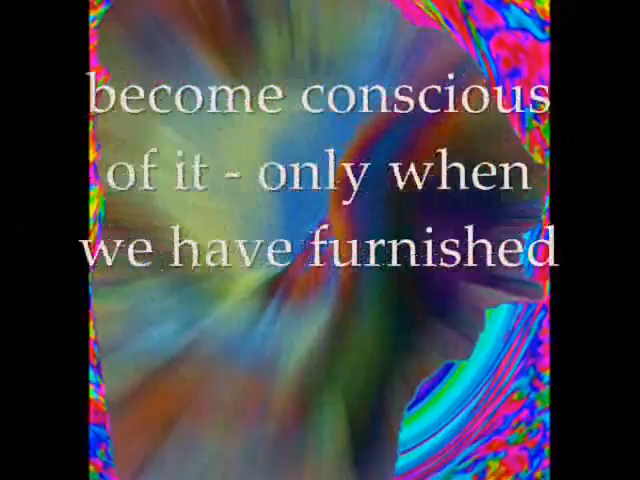 become conscious
of it - only when
we have furnished